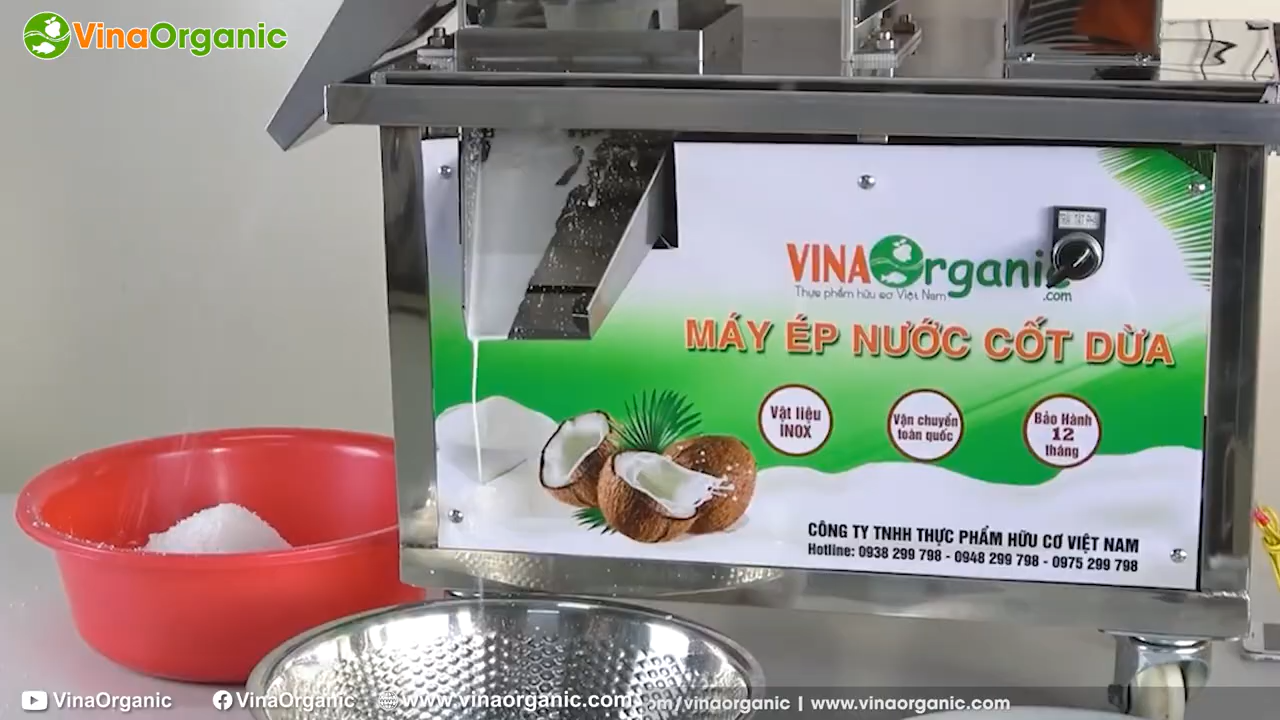 VinaOrganic
VINAOrganic
Thực phẩm hữu cơ Việt Nam
.com
MÁY ÉP NƯỚC CỐT DỪA
Vật liệu
INOX
Vận chuyển
toàn quốc
Bảo Hành
12
tháng
CÔNG TY TNHH THỰC PHẨM HỮU CƠ VIỆT NAM
Hotline: 0938 299 798 - 0948 299 798 - 0975 299 798
VinaOrganic VinaOrganic www.vinaorganic.com om/vinaorganic | www.vinaorganic.com